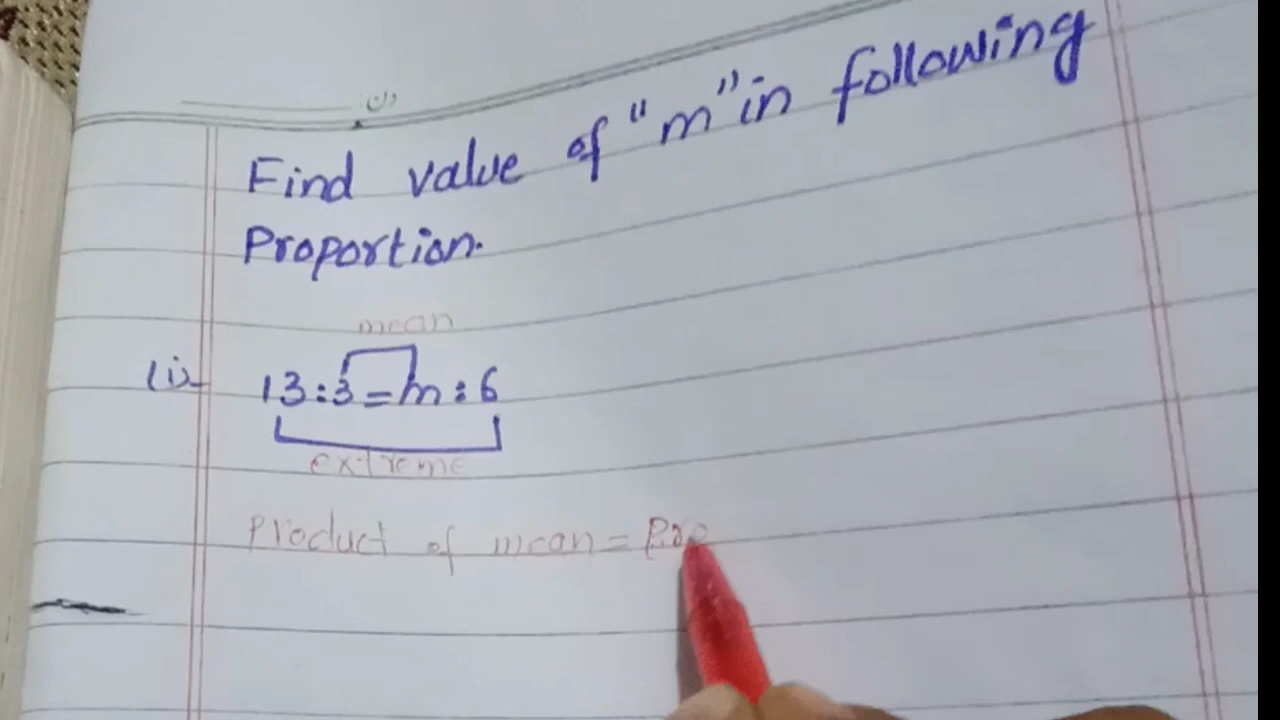 Find value of "m" in following
Proportion.
mean
(i) 13:3=m:6
extreme
Product of mean = Pro